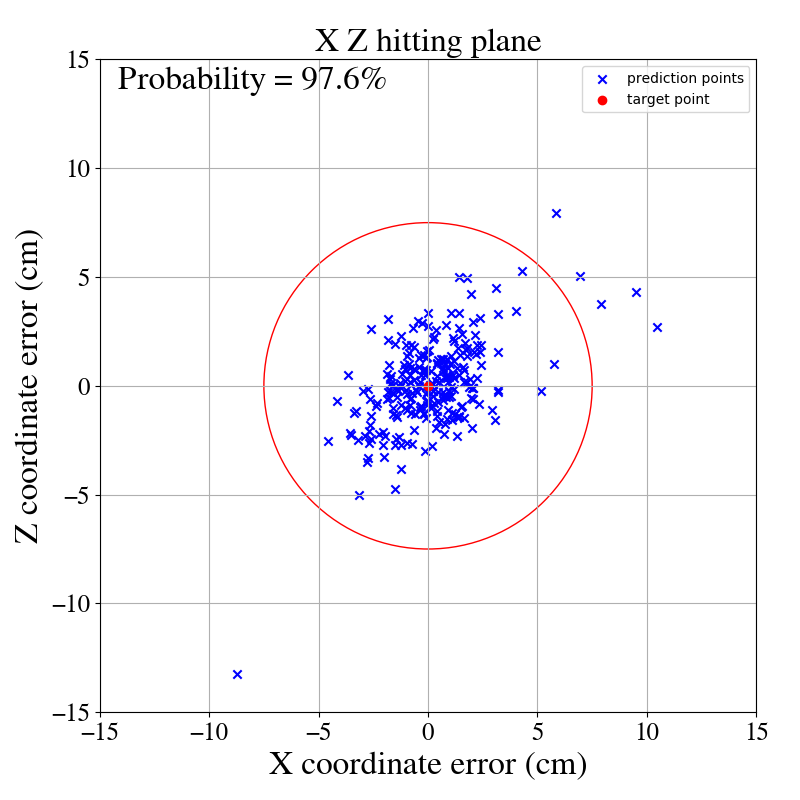 X Z hitting plane
Probability = 97.6%
prediction points
target point
15
10
5
0
−5
−10
−15
Z coordinate error (cm)
−15 −10 −5 0 5 10 15
X coordinate error (cm)